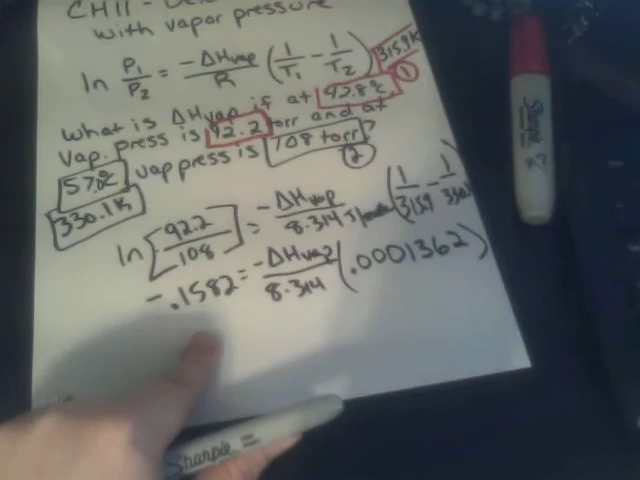 CH11 -
with vapor pressure
ln P1/P2 = -ΔHvap/R (1/T1 - 1/T2) 315.9K
What is ΔHvap if at 42.8°C, 1
vap. press is 92.2 torr and at
57.0°C vap press is 108 torr? 2
330.1K
ln [92.2/108] = -ΔHvap/8.314 (1/315.9 - 1/330.1
-.1582 = -ΔHvap/8.314 (.0001362)
Sharpie
Sharpie